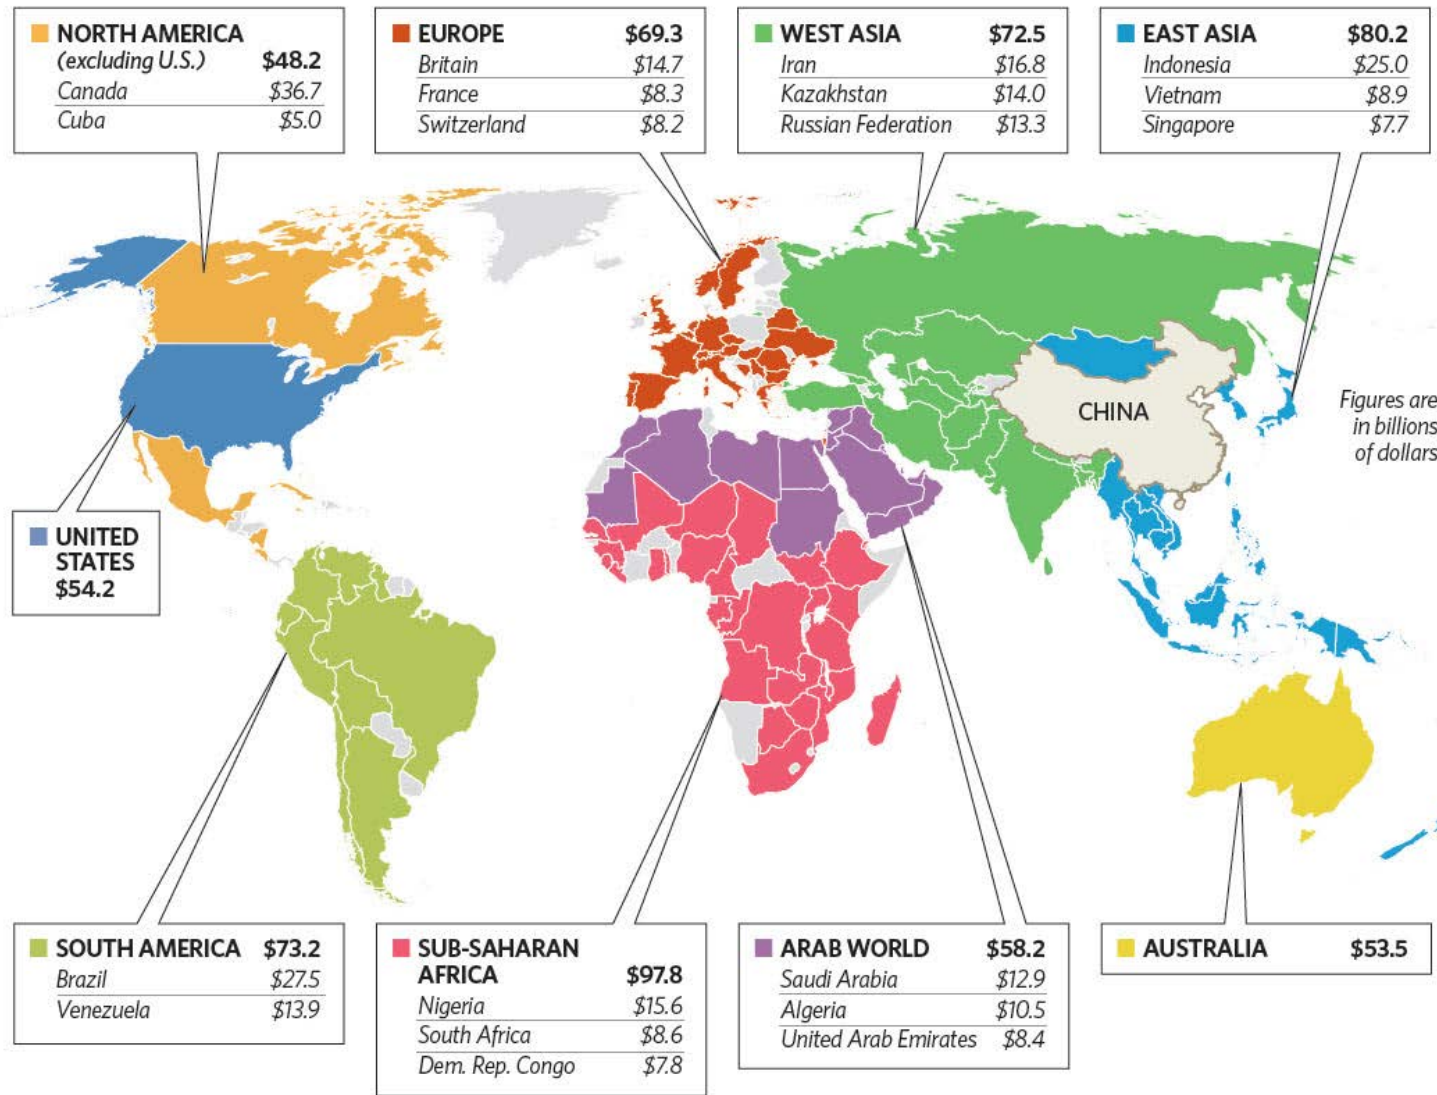 NORTH AMERICA
(excluding U.S.) $48.2
Canada $36.7
Cuba $5.0
EUROPE $69.3
Britain $14.7
France $8.3
Switzerland $8.2
WEST ASIA $72.5
Iran $16.8
Kazakhstan $14.0
Russian Federation $13.3
EAST ASIA $80.2
Indonesia $25.0
Vietnam $8.9
Singapore $7.7
CHINA
Figures are
in billions
of dollars
UNITED
STATES
$54.2
SOUTH AMERICA $73.2
Brazil $27.5
Venezuela $13.9
SUB-SAHARAN
AFRICA $97.8
Nigeria $15.6
South Africa $8.6
Dem. Rep. Congo $7.8
ARAB WORLD $58.2
Saudi Arabia $12.9
Algeria $10.5
United Arab Emirates $8.4
AUSTRALIA $53.5